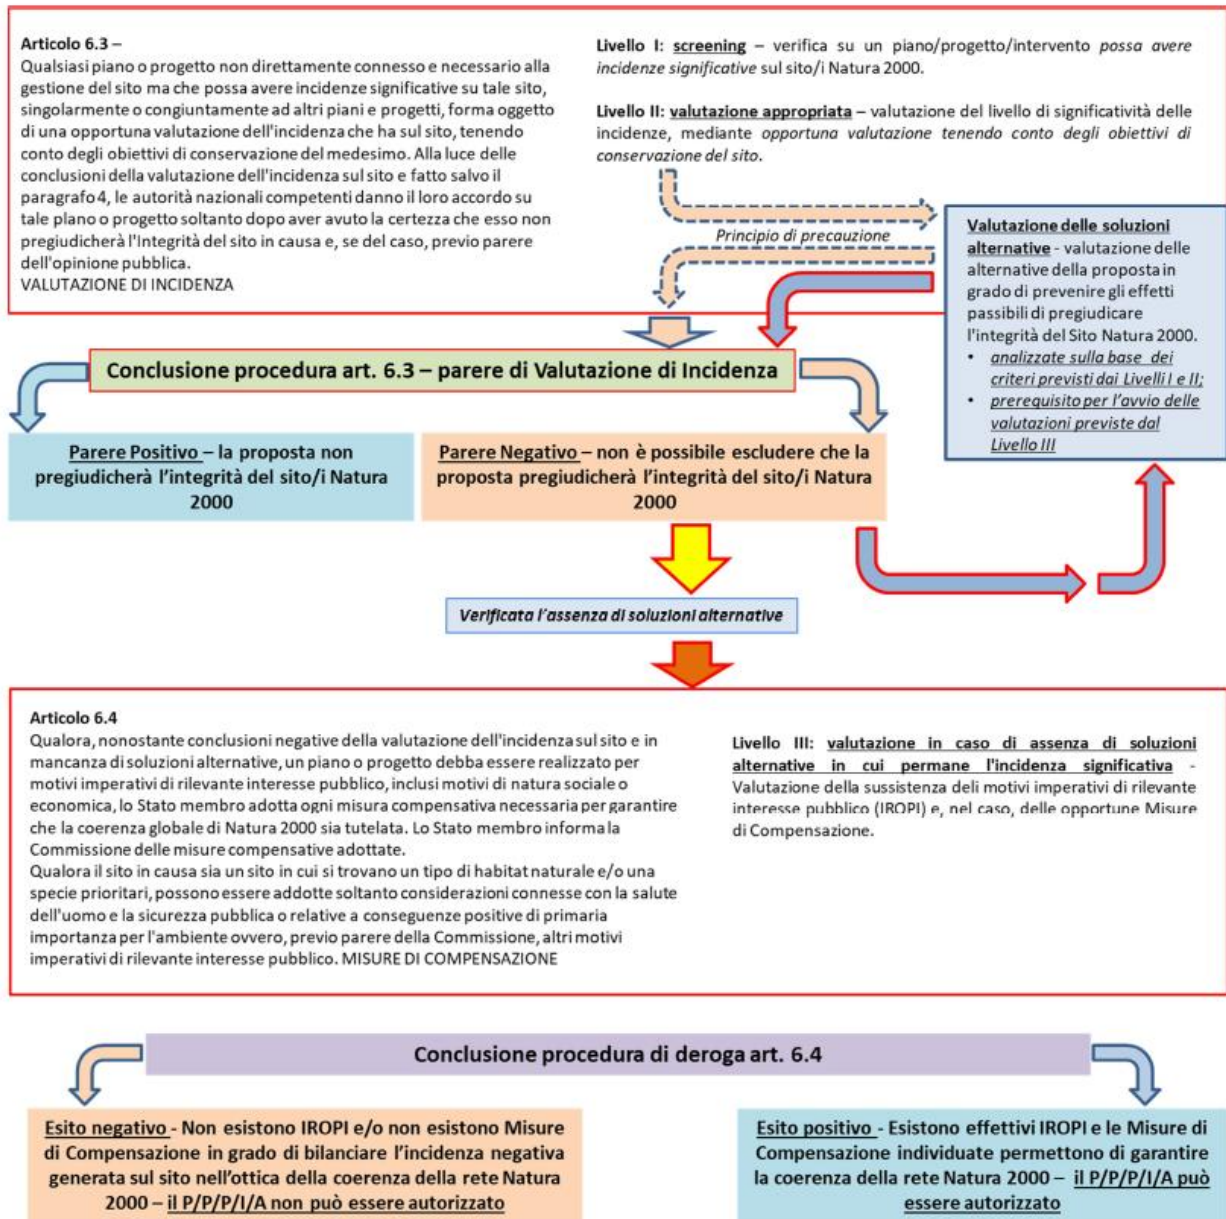 Articolo 6.3 –
Qualsiasi piano o progetto non direttamente connesso e necessario alla
gestione del sito ma che possa avere incidenze significative su tale sito,
singolarmente o congiuntamente ad altri piani e progetti, forma oggetto
di una opportuna valutazione dell'incidenza che ha sul sito, tenendo
conto degli obiettivi di conservazione del medesimo. Alla luce delle
conclusioni della valutazione dell'incidenza sul sito e fatto salvo il
paragrafo 4, le autorità nazionali competenti danno il loro accordo su
tale plano o progetto soltanto dopo aver avuto la certezza che esso non
pregiudicherà l'Integrità del sito in causa e, se del caso, previo parere
dell'opinione pubblica.
VALUTAZIONE DI INCIDENZA
Livello I: screening – verifica su un piano/progetto/intervento possa avere
incidenze significative sul sito/i Natura 2000.
Livello II: valutazione appropriata – valutazione del livello di significatività delle
incidenze, mediante opportuna valutazione tenendo conto degli obiettivi di
conservazione del sito.
Principio di precauzione
Valutazione delle soluzioni
alternative - valutazione delle
alternative della proposta in
grado di prevenire gli effetti
passibili di pregiudicare
l'integrità del Sito Natura 2000.
• analizzate sulla base dei
criteri previsti dai Livelli I e II;
• prerequisito per l'avvio delle
valutazioni previste dal
Livello III
Conclusione procedura art. 6.3 – parere di Valutazione di Incidenza
Parere Positivo – la proposta non
pregiudicherà l'integrità del sito/i Natura
2000
Parere Negativo – non è possibile escludere che la
proposta pregiudicherà l'integrità del sito/i Natura
2000
Verificata l'assenza di soluzioni alternative
Articolo 6.4
Qualora, nonostante conclusioni negative della valutazione dell'incidenza sul sito e in
mancanza di soluzioni alternative, un piano o progetto debba essere realizzato per
motivi imperativi di rilevante interesse pubblico, inclusi motivi di natura sociale o
economica, lo Stato membro adotta ogni misura compensativa necessaria per garantire
che la coerenza globale di Natura 2000 sia tutelata. Lo Stato membro informa la
Commissione delle misure compensative adottate.
Qualora il sito in causa sia un sito in cui si trovano un tipo di habitat naturale e/o una
specie prioritari, possono essere addotte soltanto considerazioni connesse con la salute
dell'uomo e la sicurezza pubblica o relative a conseguenze positive di primaria
importanza per l'ambiente ovvero, previo parere della Commissione, altri motivi
imperativi di rilevante interesse pubblico. MISURE DI COMPENSAZIONE
Livello III: valutazione in caso di assenza di soluzioni
alternative in cui permane l'incidenza significativa -
Valutazione della sussistenza deli motivi imperativi di rilevante
interesse pubblico (IROPI) e, nel caso, delle opportune Misure
di Compensazione.
Conclusione procedura di deroga art. 6.4
Esito negativo - Non esistono IROPI e/o non esistono Misure
di Compensazione in grado di bilanciare l'incidenza negativa
generata sul sito nell'ottica della coerenza della rete Natura
2000 – il P/P/P/I/A non può essere autorizzato
Esito positivo - Esistono effettivi IROPI e le Misure di
Compensazione individuate permettono di garantire
la coerenza della rete Natura 2000 – il P/P/P/I/A può
essere autorizzato